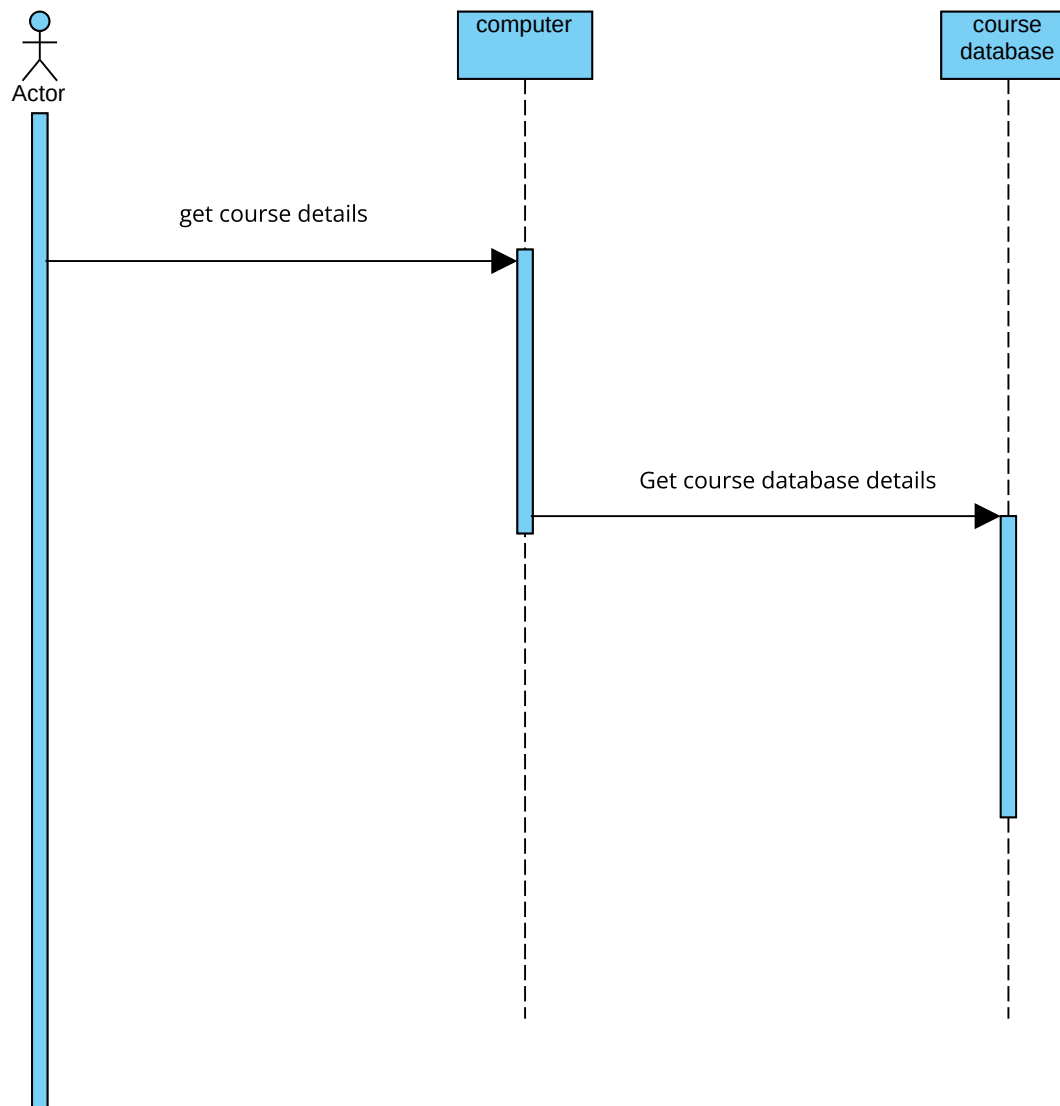 computer
course
database
Actor
get course details
Get course database details